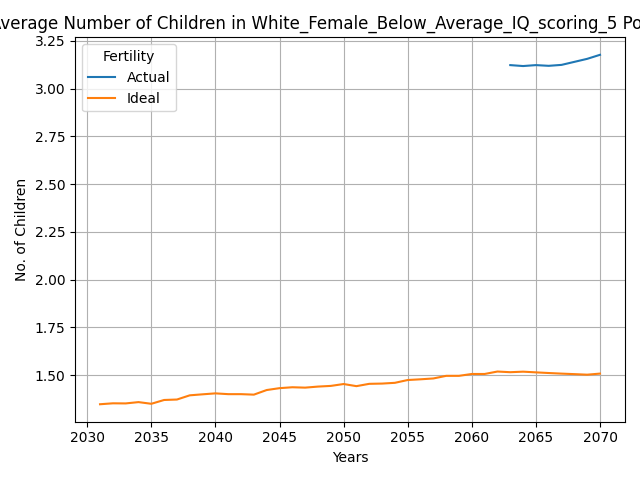 Average Number of Children in White_Female_Below_Average_IQ_scoring_5 Po
Fertility
Actual
Ideal
No. of Children
3.25
3.00
2.75
2.50
2.25
2.00
1.75
1.50
2030 2035 2040 2045 2050 2055 2060 2065 2070
Years